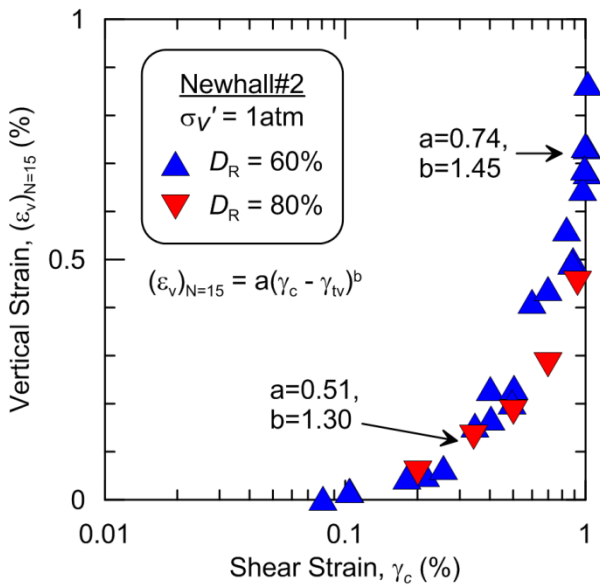 1
Newhall#2
σV' = 1atm
DR = 60%
DR = 80%
a=0.74,
b=1.45
Vertical Strain, (εv)N=15 (%)
0.5
(εv)N=15 = a(γc - γtv)b
a=0.51,
b=1.30
0
0.01 0.1 1
Shear Strain, γc (%)